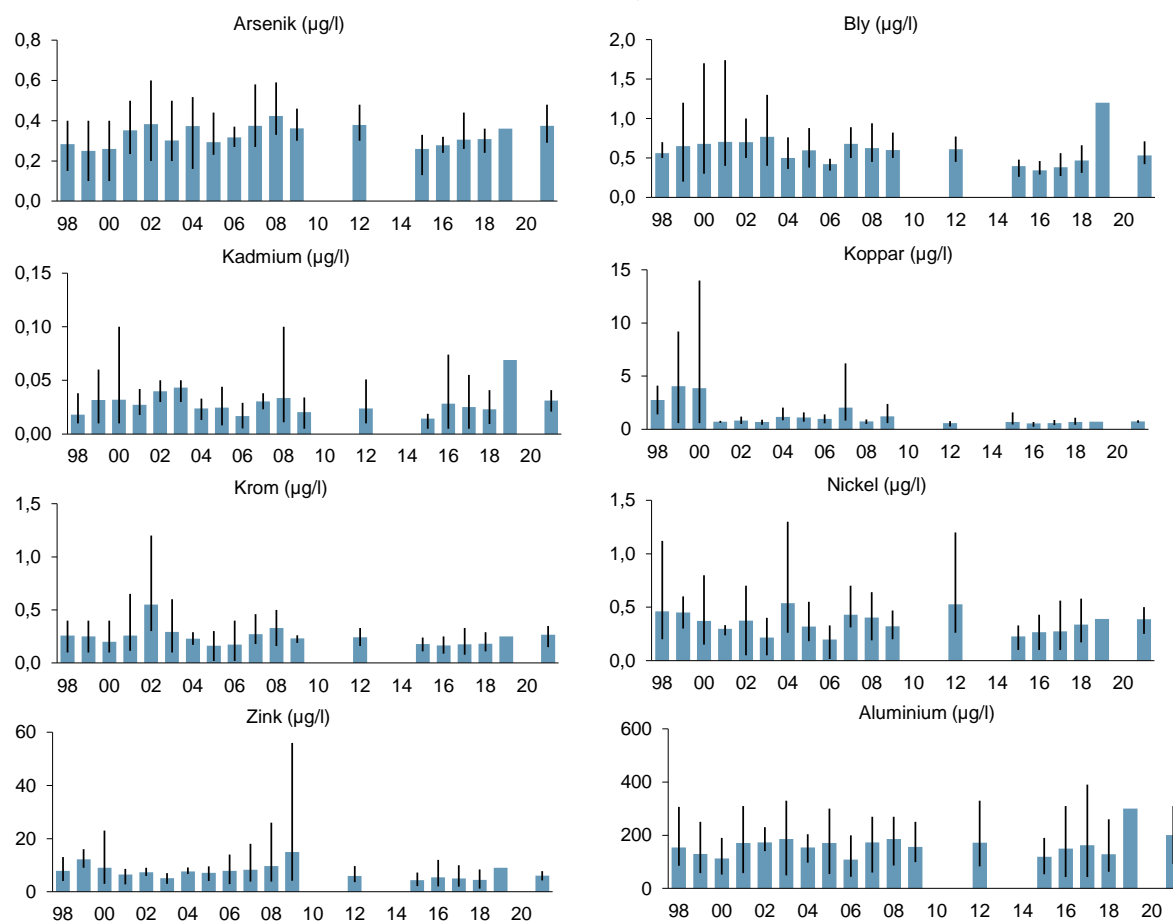 Arsenik (µg/l)
0,8
0,6
0,4
0,2
0,0
98 00 02 04 06 08 10 12 14 16 18 20
Bly (µg/l)
2,0
1,5
1,0
0,5
0,0
98 00 02 04 06 08 10 12 14 16 18 20
Kadmium (µg/l)
0,15
0,10
0,05
0,00
98 00 02 04 06 08 10 12 14 16 18 20
Koppar (µg/l)
15
10
5
0
98 00 02 04 06 08 10 12 14 16 18 20
Krom (µg/l)
1,5
1,0
0,5
0,0
98 00 02 04 06 08 10 12 14 16 18 20
Nickel (µg/l)
1,5
1,0
0,5
0,0
98 00 02 04 06 08 10 12 14 16 18 20
Zink (µg/l)
60
40
20
0
98 00 02 04 06 08 10 12 14 16 18 20
Aluminium (µg/l)
600
400
200
0
98 00 02 04 06 08 10 12 14 16 18 20